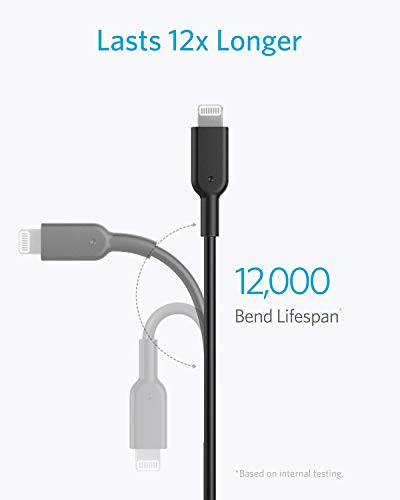 Lasts 12x Longer
12,000
Bend Lifespan*
*Based on internal testing.